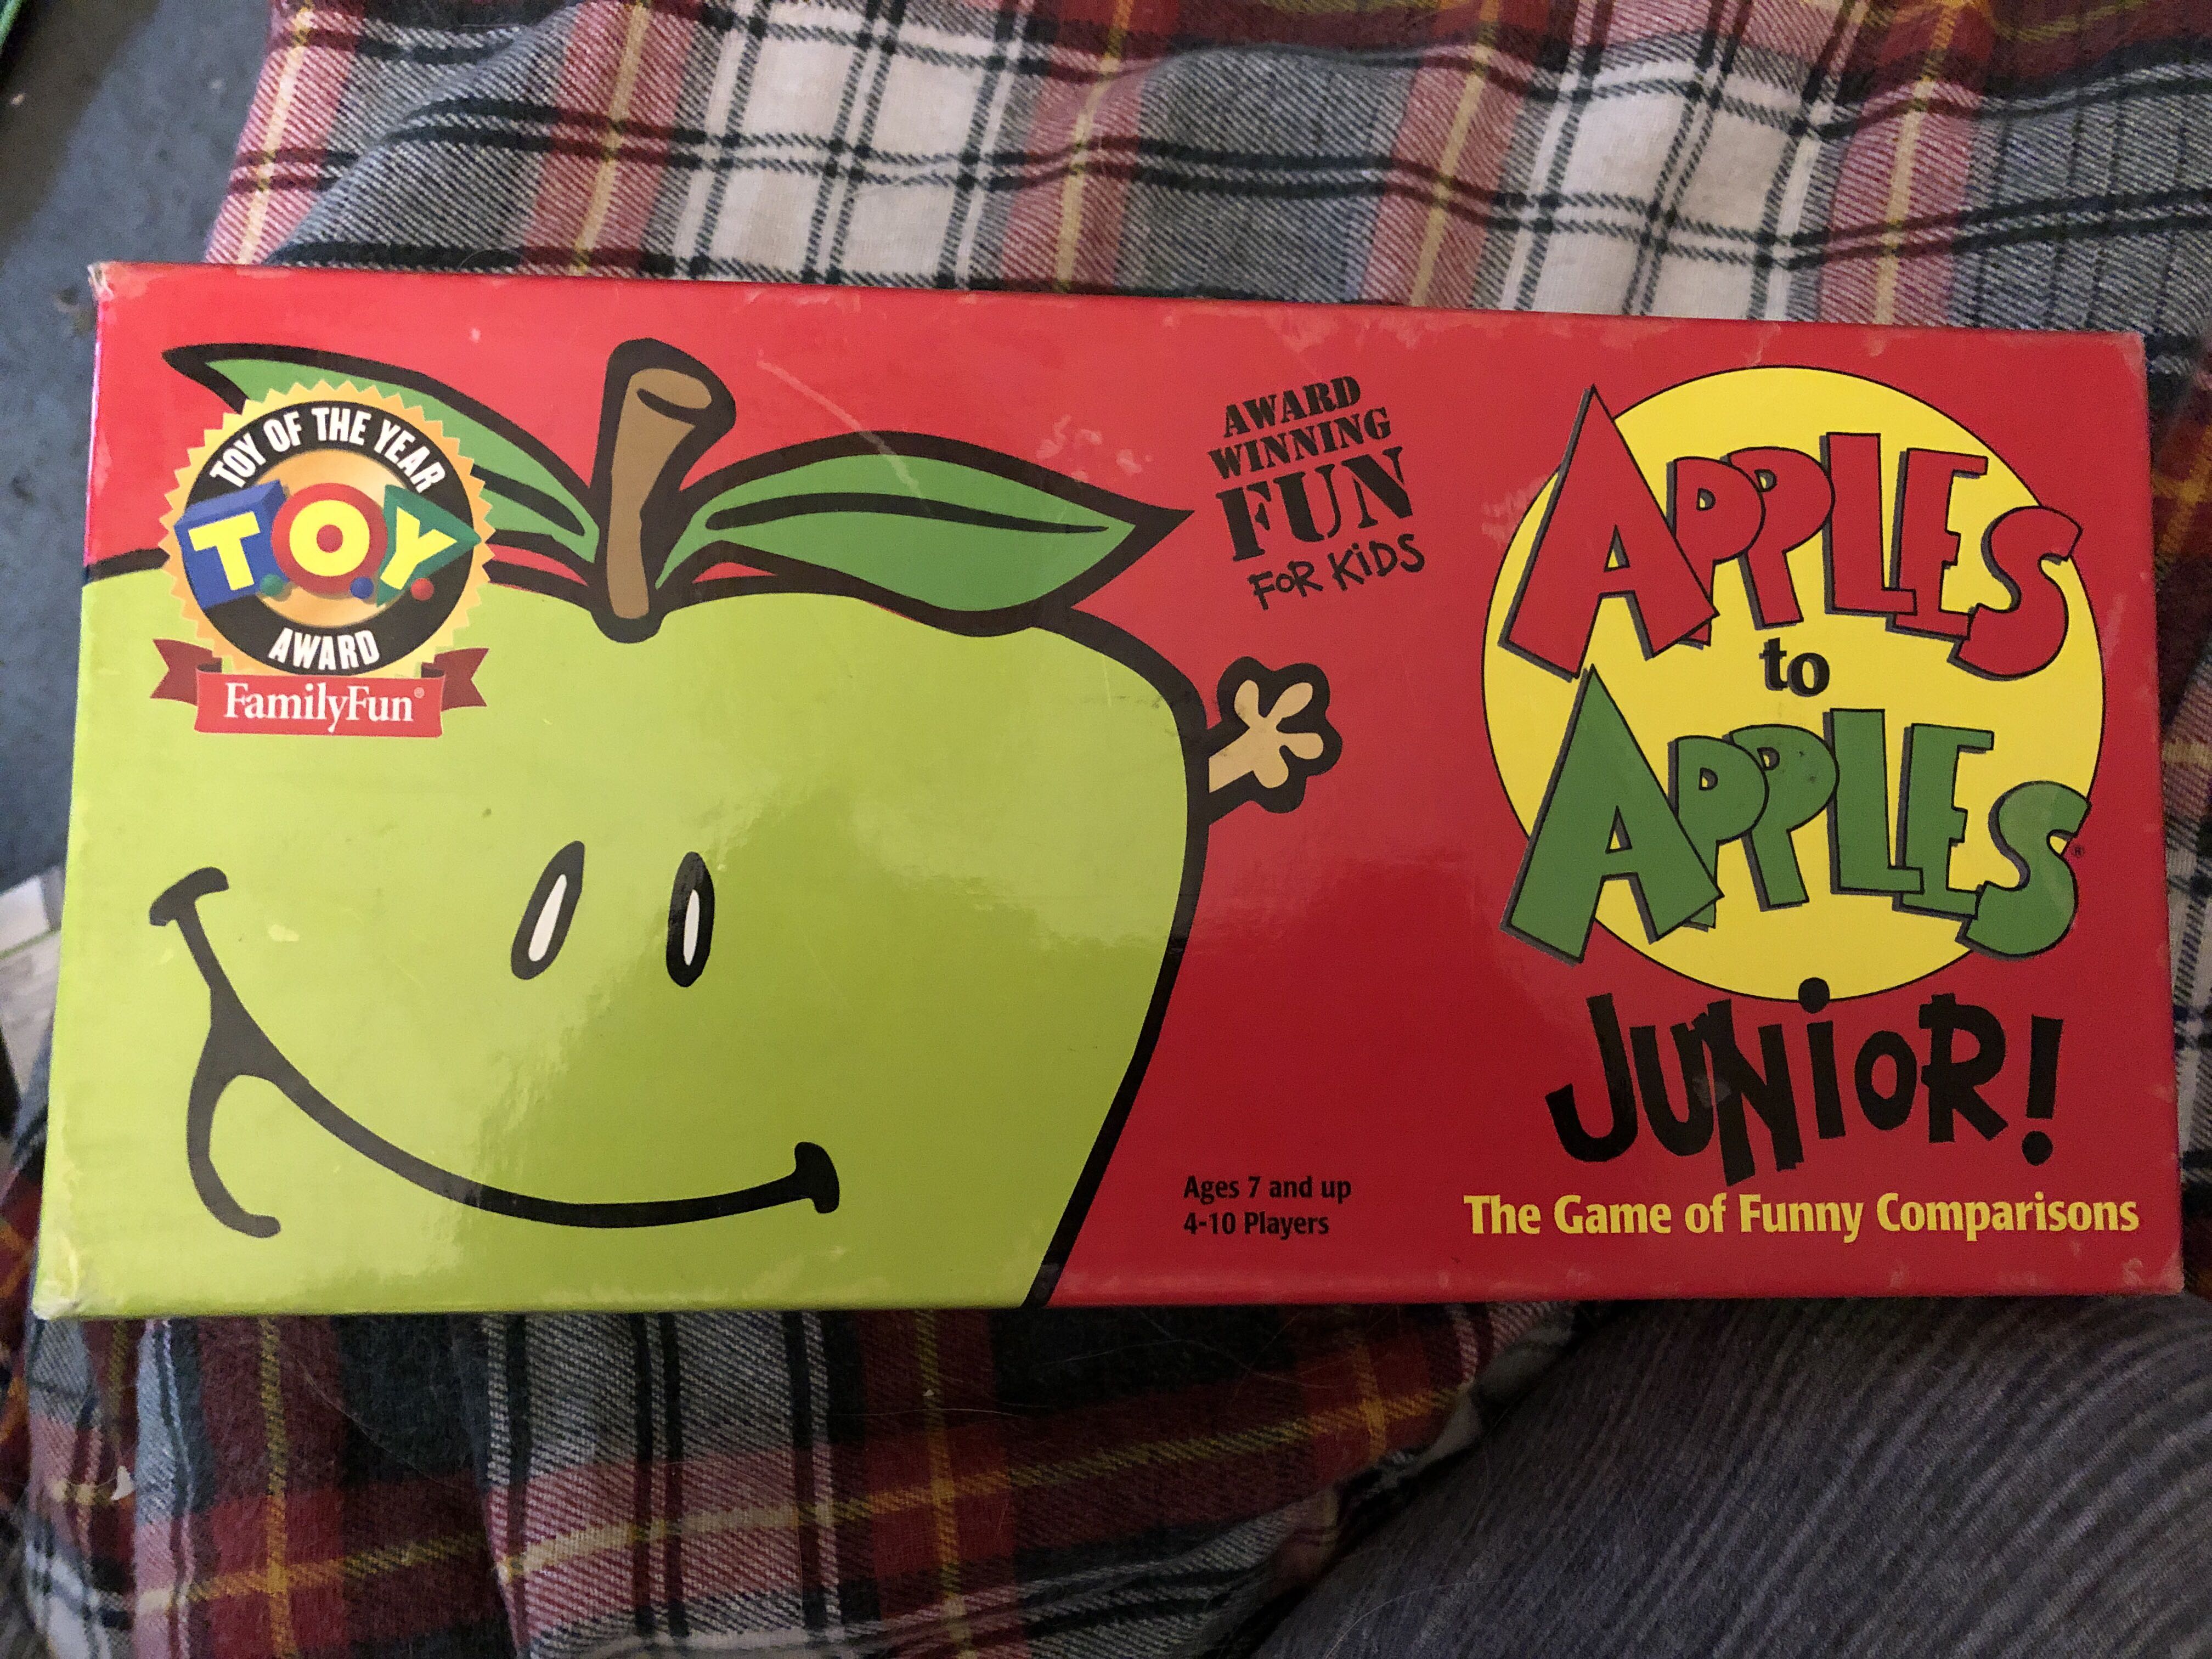 TOY OF THE YEAR
TOY
AWARD
FamilyFun®
AWARD
WINNING
FUN
FOR KiDS
APPLES
to
APPLES®
JUNiOR!
The Game of Funny Comparisons
Ages 7 and up
4-10 Players